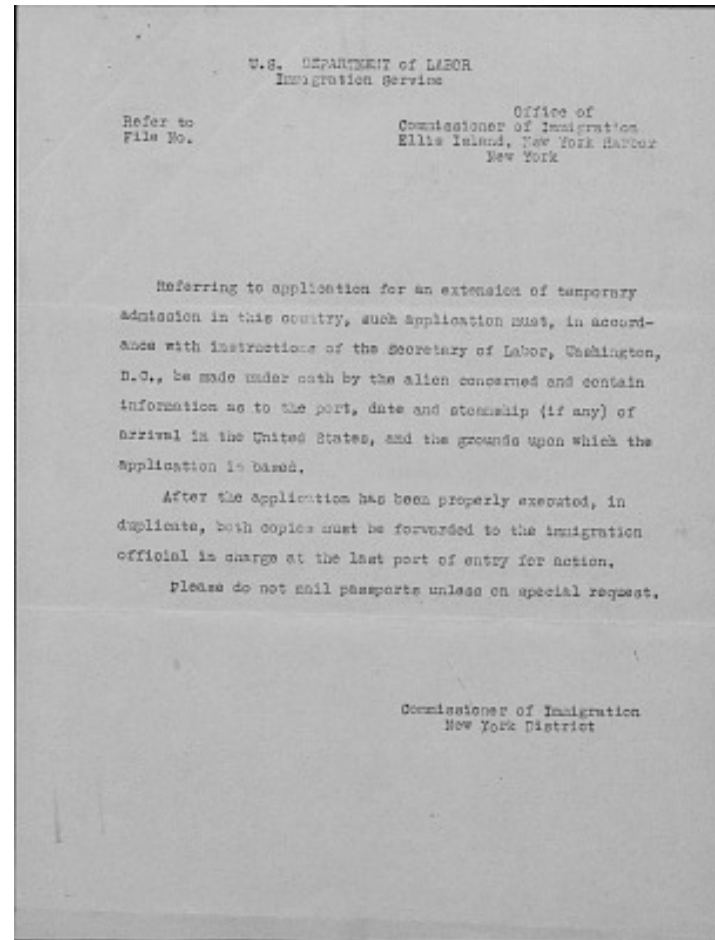 U.S. DEPARTMENT of LABOR
Immigration Service
Refer to
File No.
Office of
Commissioner of Immigration
Ellis Island, New York Harbor
New York
Referring to application for an extension of temporary
admission in this country, such application must, in accord-
ance with instructions of the Secretary of Labor, Washington,
D.C., be made under oath by the alien concerned and contain
information as to the port, date and steamship (if any) of
arrival in the United States, and the grounds upon which the
application is based.
After the application has been properly executed, in
duplicate, both copies must be forwarded to the immigration
official in charge at the last port of entry for action.
Please do not mail passports unless on special request.
Commissioner of Immigration
New York District